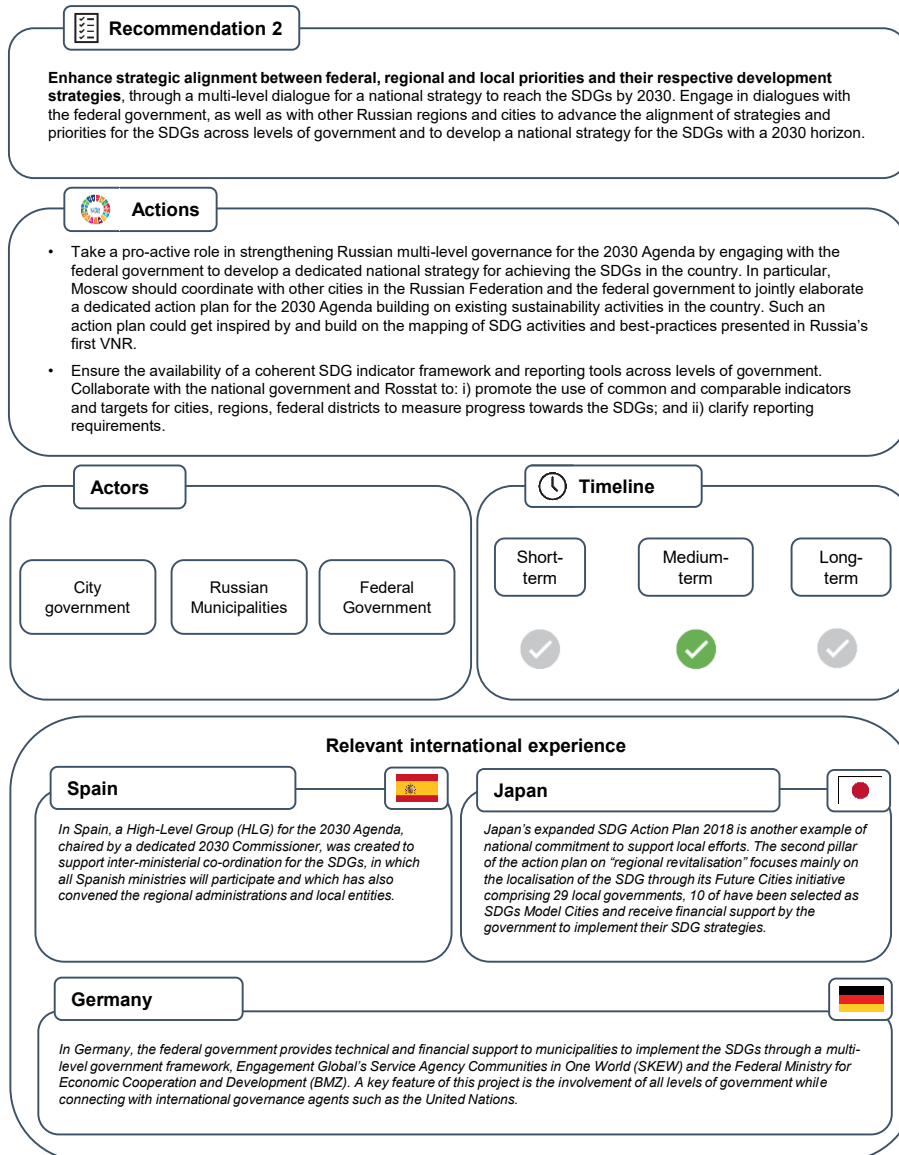 Recommendation 2
Enhance strategic alignment between federal, regional and local priorities and their respective development
strategies, through a multi-level dialogue for a national strategy to reach the SDGs by 2030. Engage in dialogues with
the federal government, as well as with other Russian regions and cities to advance the alignment of strategies and
priorities for the SDGs across levels of government and to develop a national strategy for the SDGs with a 2030 horizon.
Actions
• Take a pro-active role in strengthening Russian multi-level governance for the 2030 Agenda by engaging with the
federal government to develop a dedicated national strategy for achieving the SDGs in the country. In particular,
Moscow should coordinate with other cities in the Russian Federation and the federal government to jointly elaborate
a dedicated action plan for the 2030 Agenda building on existing sustainability activities in the country. Such an
action plan could get inspired by and build on the mapping of SDG activities and best-practices presented in Russia's
first VNR.
• Ensure the availability of a coherent SDG indicator framework and reporting tools across levels of government.
Collaborate with the national government and Rosstat to: i) promote the use of common and comparable indicators
and targets for cities, regions, federal districts to measure progress towards the SDGs; and ii) clarify reporting
requirements.
Actors
City
government
Russian
Municipalities
Federal
Government
Timeline
Short-
term
Medium-
term
Long-
term
Relevant international experience
Spain
In Spain, a High-Level Group (HLG) for the 2030 Agenda,
chaired by a dedicated 2030 Commissioner, was created to
support inter-ministerial co-ordination for the SDGs, in which
all Spanish ministries will participate and which has also
convened the regional administrations and local entities.
Japan
Japan's expanded SDG Action Plan 2018 is another example of
national commitment to support local efforts. The second pillar
of the action plan on “regional revitalisation” focuses mainly on
the localisation of the SDG through its Future Cities initiative
comprising 29 local governments, 10 of have been selected as
SDGs Model Cities and receive financial support by the
government to implement their SDG strategies.
Germany
In Germany, the federal government provides technical and financial support to municipalities to implement the SDGs through a multi-
level government framework, Engagement Global's Service Agency Communities in One World (SKEW) and the Federal Ministry for
Economic Cooperation and Development (BMZ). A key feature of this project is the involvement of all levels of government while
connecting with international governance agents such as the United Nations.